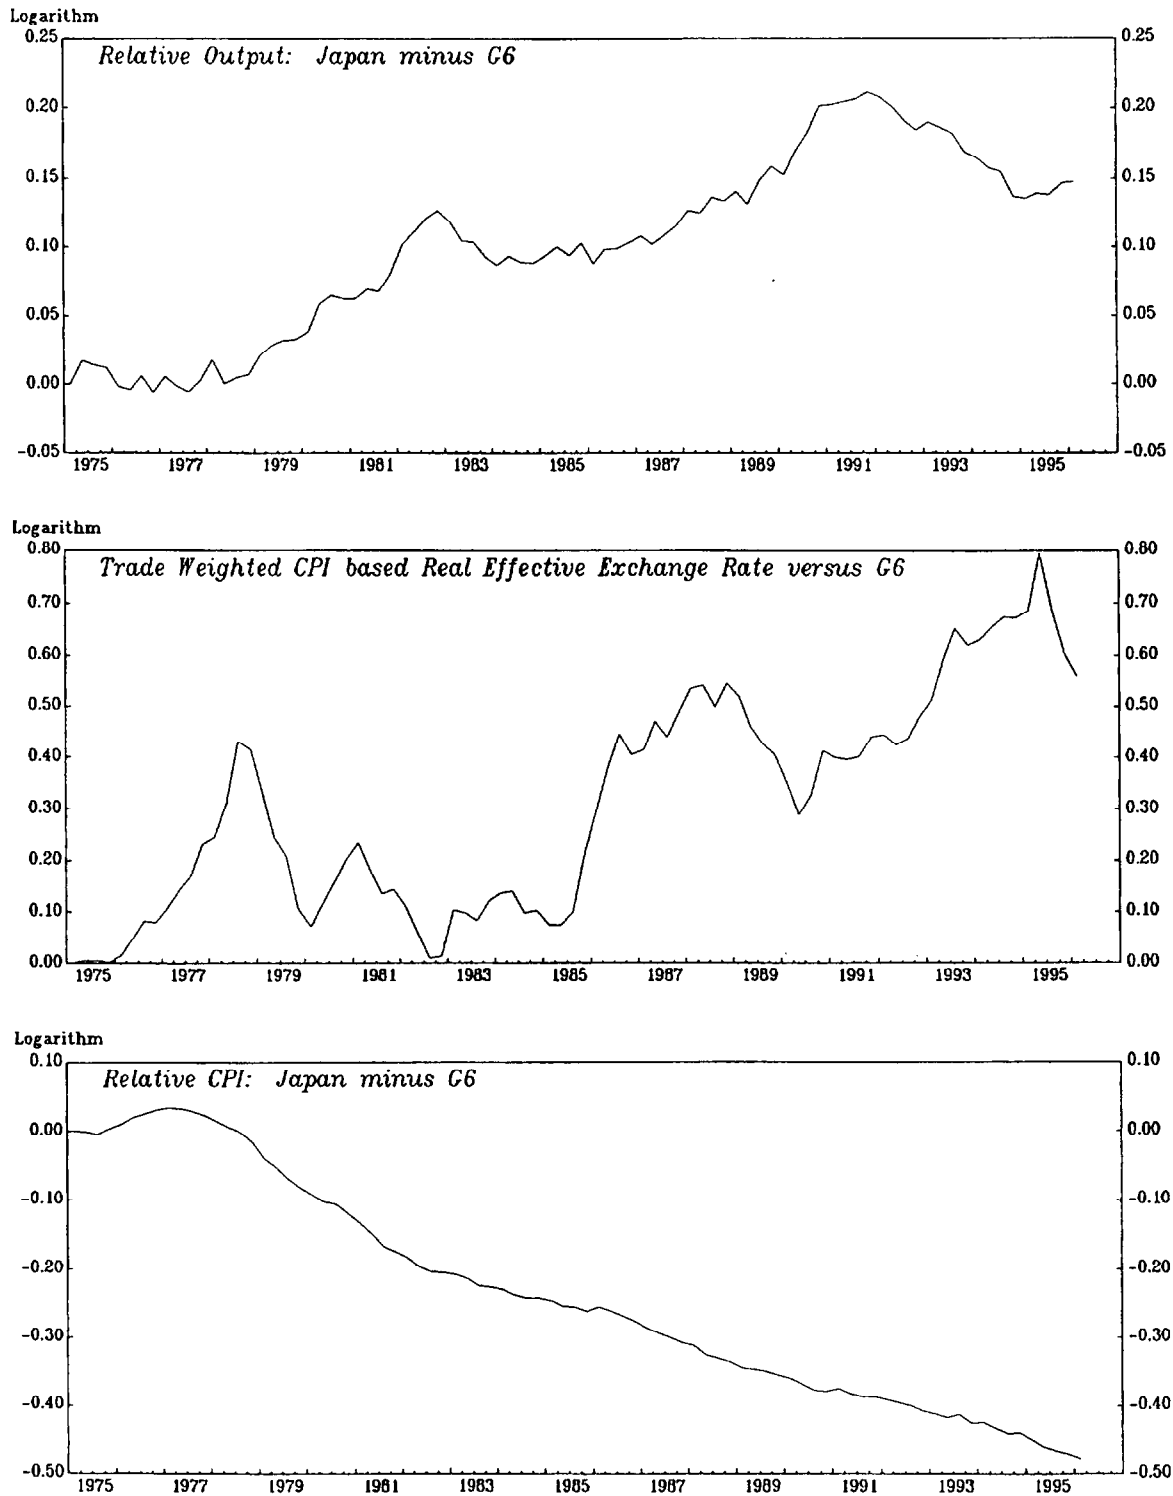 Logarithm
0.25 0.25
Relative Output: Japan minus G6
0.20 0.20
0.15 0.15
0.10 0.10
0.05 0.05
0.00 0.00
-0.05 -0.05
1975 1977 1979 1981 1983 1985 1987 1989 1991 1993 1995
Logarithm
0.80 0.80
Trade Weighted CPI based Real Effective Exchange Rate versus G6
0.70 0.70
0.60 0.60
0.50 0.50
0.40 0.40
0.30 0.30
0.20 0.20
0.10 0.10
0.00 0.00
1975 1977 1979 1981 1983 1985 1987 1989 1991 1993 1995
Logarithm
0.10 0.10
Relative CPI: Japan minus G6
0.00 0.00
-0.10 -0.10
-0.20 -0.20
-0.30 -0.30
-0.40 -0.40
-0.50 -0.50
1975 1977 1979 1981 1983 1985 1987 1989 1991 1993 1995